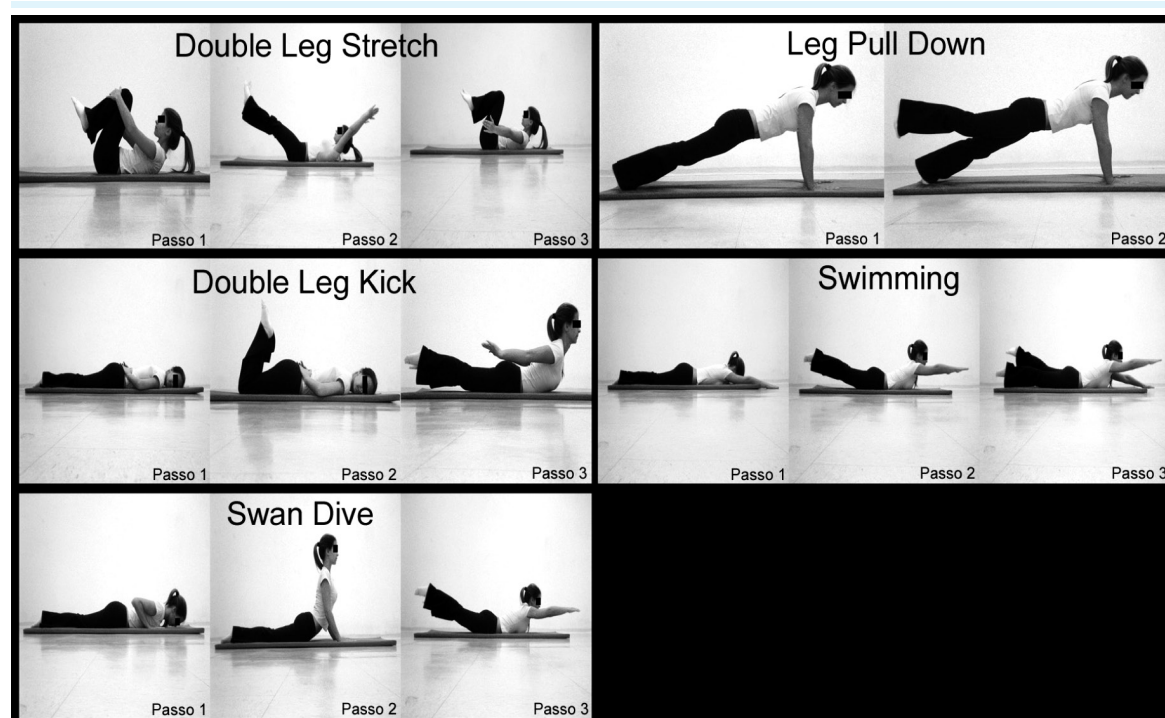 Double Leg Stretch
Passo 1
Passo 2
Passo 3
Leg Pull Down
Passo 1
Passo 2
Double Leg Kick
Passo 1
Passo 2
Passo 3
Swimming
Passo 1
Passo 2
Passo 3
Swan Dive
Passo 1
Passo 2
Passo 3